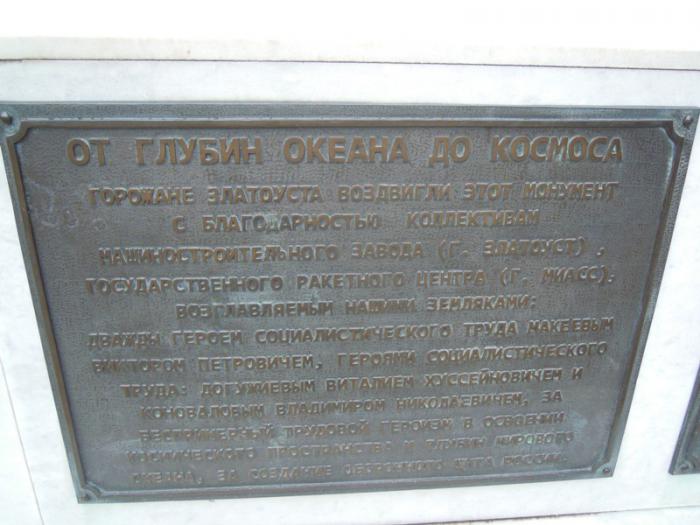 ОТ ГЛУБИН ОКЕАНА ДО КОСМОСА
ГОРОЖАНЕ ЗЛАТОУСТА ВОЗДВИГЛИ ЭТОТ МОНУМЕНТ
С БЛАГОДАРНОСТЬЮ КОЛЛЕКТИВАМ
МАШИНОСТРОИТЕЛЬНОГО ЗАВОДА (Г. ЗЛАТОУСТ),
ГОСУДАРСТВЕННОГО РАКЕТНОГО ЦЕНТРА (Г. МИАСС),
ВОЗГЛАВЛЯЕМЫМ НАШИМИ ЗЕМЛЯКАМИ:
ДВАЖДЫ ГЕРОЕМ СОЦИАЛИСТИЧЕСКОГО ТРУДА МАКЕЕВЫМ
ВИКТОРОМ ПЕТРОВИЧЕМ, ГЕРОЯМИ СОЦИАЛИСТИЧЕСКОГО
ТРУДА: ДОГУЖИЕВЫМ ВИТАЛИЕМ ХУССЕЙНОВИЧЕМ И
КОНОВАЛОВЫМ ВЛАДИМИРОМ НИКОЛАЕВИЧЕМ, ЗА
БЕСПРИМЕРНЫЙ ТРУДОВОЙ ГЕРОИЗМ В ОСВОЕНИИ
КОСМИЧЕСКОГО ПРОСТРАНСТВА И ГЛУБИН МИРОВОГО
ОКЕАНА, ЗА СОЗДАНИЕ ОБОРОННОГО ЩИТА РОССИИ.